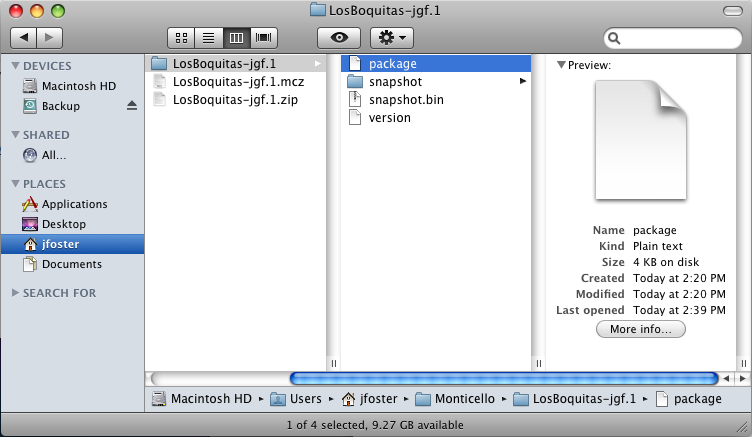 LosBoquitas-jgf.1
DEVICES
Macintosh HD
Backup
SHARED
All...
PLACES
Applications
Desktop
jfoster
Documents
SEARCH FOR
LosBoquitas-jgf.1
LosBoquitas-jgf.1.mcz
LosBoquitas-jgf.1.zip
package
snapshot
snapshot.bin
version
Preview:
Name package
Kind Plain text
Size 4 KB on disk
Created Today at 2:20 PM
Modified Today at 2:20 PM
Last opened Today at 2:39 PM
More info...
Macintosh HD ▸ Users ▸ jfoster ▸ Monticello ▸ LosBoquitas-jgf.1 ▸ package
1 of 4 selected, 9.27 GB available